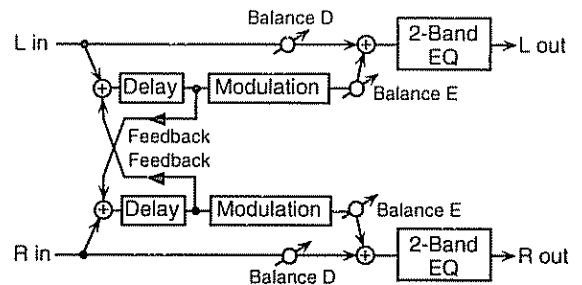 Balance D
L in
2-Band
EQ
L out
Delay
Modulation
Balance E
Feedback
Feedback
Delay
Modulation
Balance E
R in
2-Band
EQ
R out
Balance D